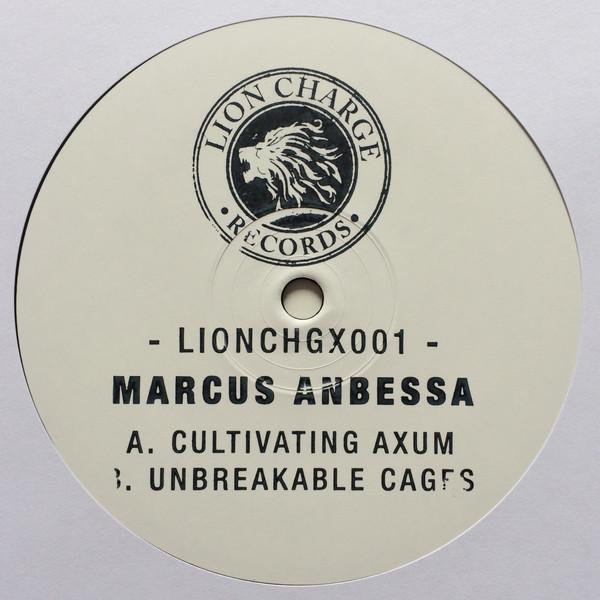 LION CHARGE
• RECORDS •
- LIONCHGX001 -
MARCUS ANBESSA
A. CULTIVATING AXUM
B. UNBREAKABLE CAGES